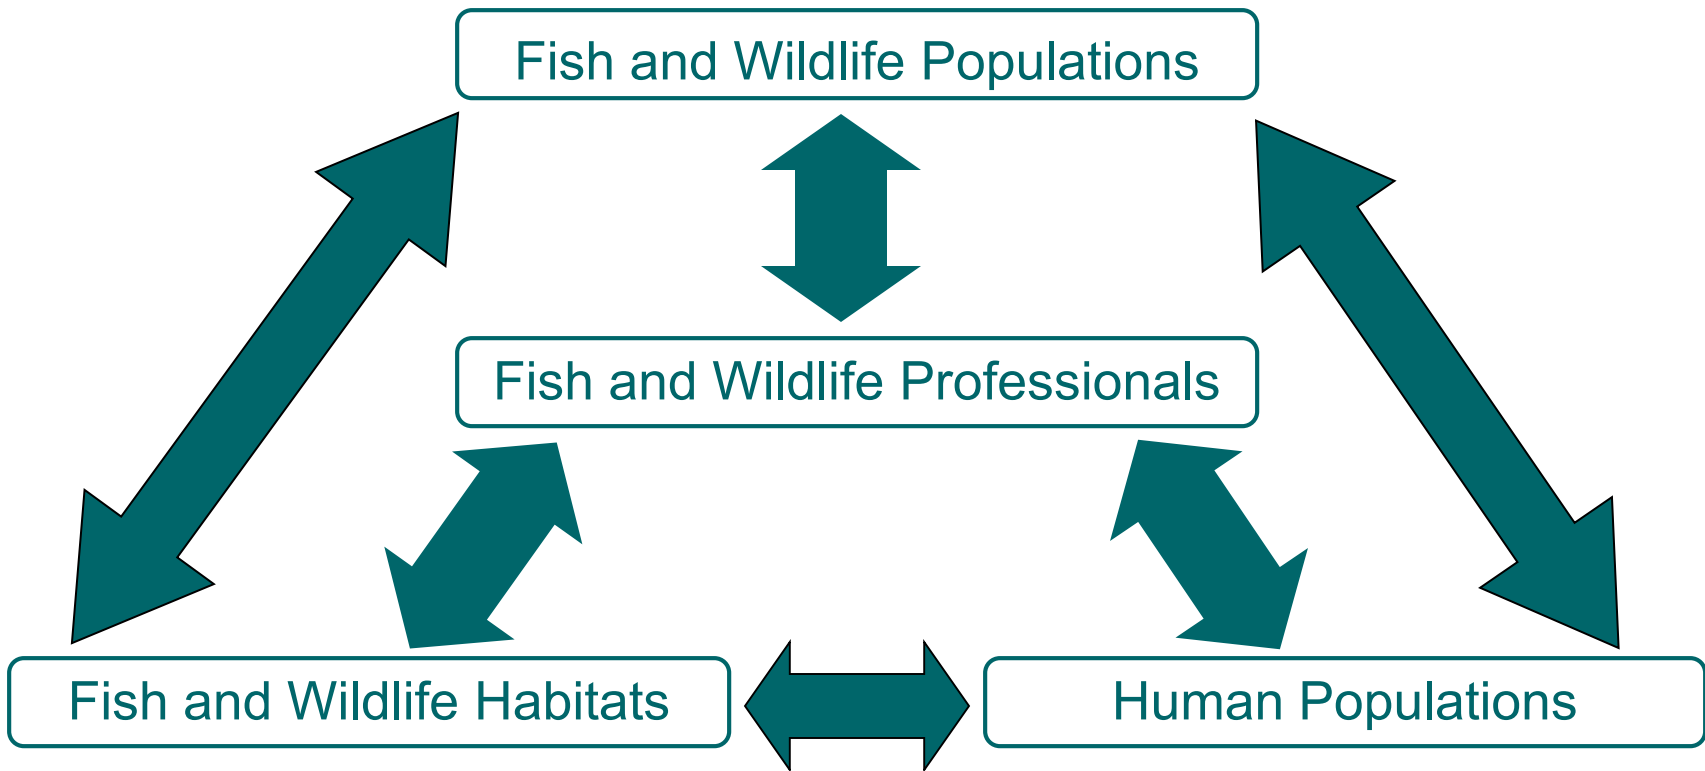 Fish and Wildlife Populations
Fish and Wildlife Professionals
Fish and Wildlife Habitats
Human Populations